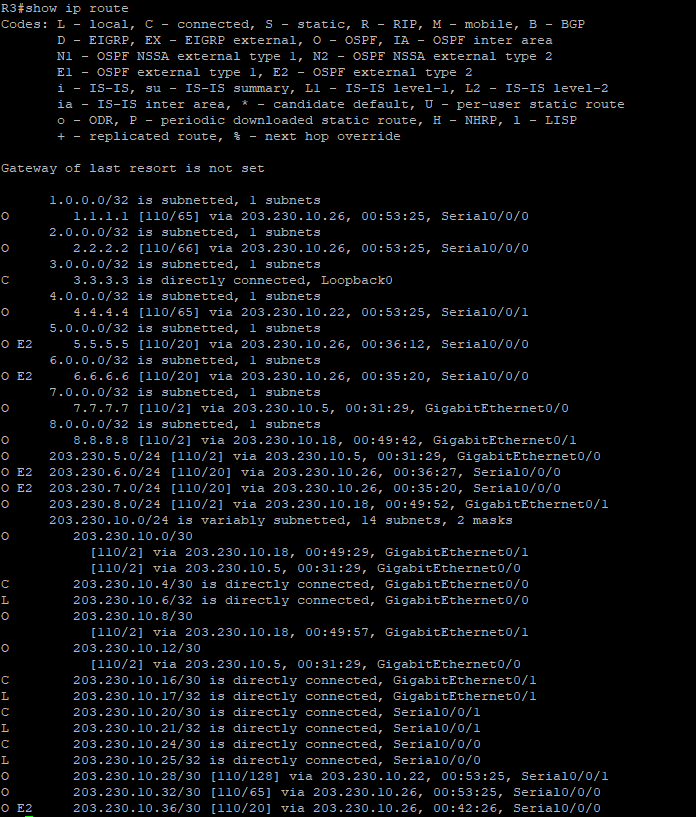 R3#show ip route
Codes: L - local, C - connected, S - static, R - RIP, M - mobile, B - BGP
       D - EIGRP, EX - EIGRP external, O - OSPF, IA - OSPF inter area
       N1 - OSPF NSSA external type 1, N2 - OSPF NSSA external type 2
       E1 - OSPF external type 1, E2 - OSPF external type 2
       i - IS-IS, su - IS-IS summary, L1 - IS-IS level-1, L2 - IS-IS level-2
       ia - IS-IS inter area, * - candidate default, U - per-user static route
       o - ODR, P - periodic downloaded static route, H - NHRP, l - LISP
       + - replicated route, % - next hop override

Gateway of last resort is not set

      1.0.0.0/32 is subnetted, 1 subnets
O        1.1.1.1 [110/65] via 203.230.10.26, 00:53:25, Serial0/0/0
      2.0.0.0/32 is subnetted, 1 subnets
O        2.2.2.2 [110/66] via 203.230.10.26, 00:53:25, Serial0/0/0
      3.0.0.0/32 is subnetted, 1 subnets
C        3.3.3.3 is directly connected, Loopback0
      4.0.0.0/32 is subnetted, 1 subnets
O        4.4.4.4 [110/65] via 203.230.10.22, 00:53:25, Serial0/0/1
      5.0.0.0/32 is subnetted, 1 subnets
O E2     5.5.5.5 [110/20] via 203.230.10.26, 00:36:12, Serial0/0/0
      6.0.0.0/32 is subnetted, 1 subnets
O E2     6.6.6.6 [110/20] via 203.230.10.26, 00:35:20, Serial0/0/0
      7.0.0.0/32 is subnetted, 1 subnets
O        7.7.7.7 [110/2] via 203.230.10.5, 00:31:29, GigabitEthernet0/0
      8.0.0.0/32 is subnetted, 1 subnets
O        8.8.8.8 [110/2] via 203.230.10.18, 00:49:42, GigabitEthernet0/1
O     203.230.5.0/24 [110/2] via 203.230.10.5, 00:31:29, GigabitEthernet0/0
O E2  203.230.6.0/24 [110/20] via 203.230.10.26, 00:36:27, Serial0/0/0
O E2  203.230.7.0/24 [110/20] via 203.230.10.26, 00:35:20, Serial0/0/0
O     203.230.8.0/24 [110/2] via 203.230.10.18, 00:49:52, GigabitEthernet0/1
      203.230.10.0/24 is variably subnetted, 14 subnets, 2 masks
O        203.230.10.0/30
           [110/2] via 203.230.10.18, 00:49:29, GigabitEthernet0/1
           [110/2] via 203.230.10.5, 00:31:29, GigabitEthernet0/0
C        203.230.10.4/30 is directly connected, GigabitEthernet0/0
L        203.230.10.6/32 is directly connected, GigabitEthernet0/0
O        203.230.10.8/30
           [110/2] via 203.230.10.18, 00:49:57, GigabitEthernet0/1
O        203.230.10.12/30
           [110/2] via 203.230.10.5, 00:31:29, GigabitEthernet0/0
C        203.230.10.16/30 is directly connected, GigabitEthernet0/1
L        203.230.10.17/32 is directly connected, GigabitEthernet0/1
C        203.230.10.20/30 is directly connected, Serial0/0/1
L        203.230.10.21/32 is directly connected, Serial0/0/1
C        203.230.10.24/30 is directly connected, Serial0/0/0
L        203.230.10.25/32 is directly connected, Serial0/0/0
O        203.230.10.28/30 [110/128] via 203.230.10.22, 00:53:25, Serial0/0/1
O        203.230.10.32/30 [110/65] via 203.230.10.26, 00:53:25, Serial0/0/0
O E2     203.230.10.36/30 [110/20] via 203.230.10.26, 00:42:26, Serial0/0/0